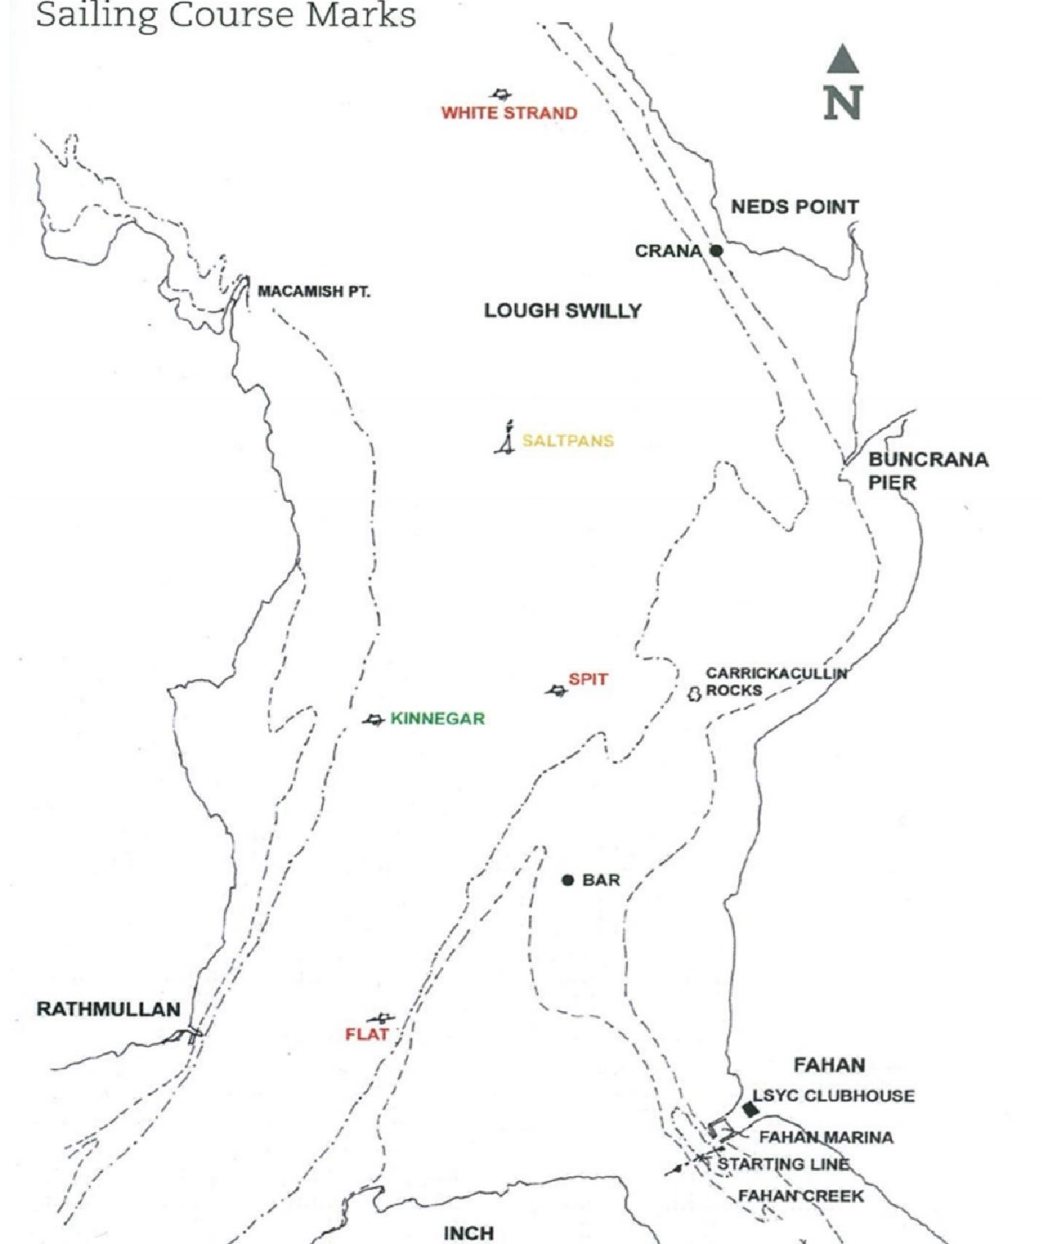 Sailing Course Marks
N
WHITE STRAND
NEDS POINT
CRANA
MACAMISH PT.
LOUGH SWILLY
SALTPANS
BUNCRANA
PIER
CARRICKACULLIN
ROCKS
SPIT
KINNEGAR
BAR
RATHMULLAN
FLAT
FAHAN
LSYC CLUBHOUSE
FAHAN MARINA
STARTING LINE
FAHAN CREEK
INCH